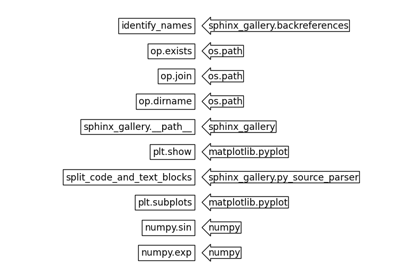 identify_names sphinx_gallery.backreferences
op.exists os.path
op.join os.path
op.dirname os.path
sphinx_gallery.__path__ sphinx_gallery
plt.show matplotlib.pyplot
split_code_and_text_blocks sphinx_gallery.py_source_parser
plt.subplots matplotlib.pyplot
numpy.sin numpy
numpy.exp numpy